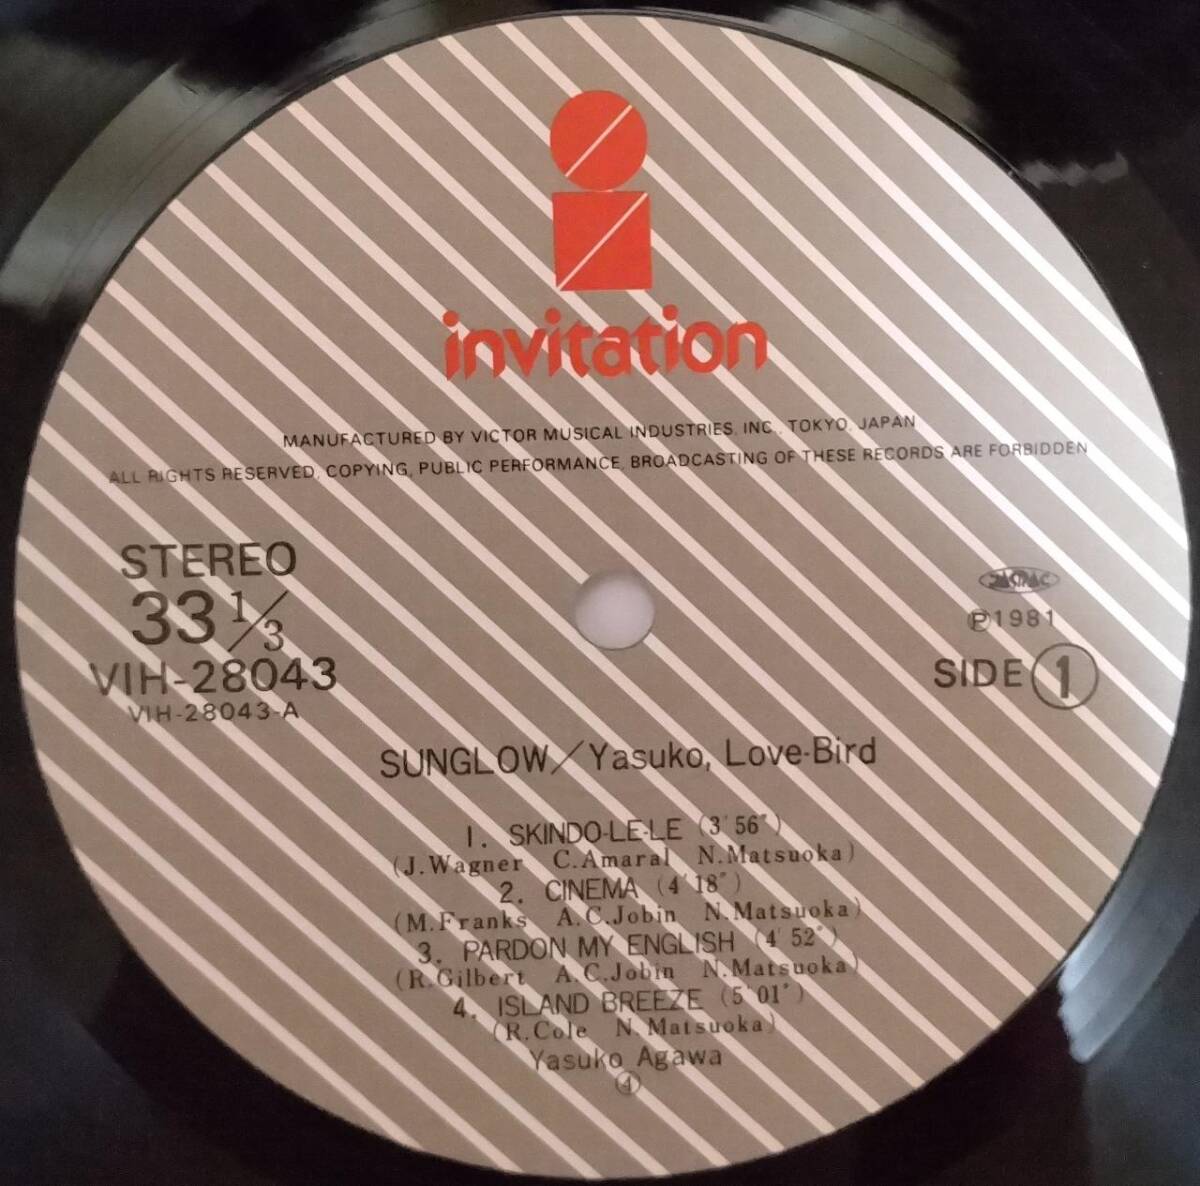 invitation
MANUFACTURED BY VICTOR MUSICAL INDUSTRIES, INC., TOKYO, JAPAN
ALL RIGHTS RESERVED, COPYING, PUBLIC PERFORMANCE, BROADCASTING OF THESE RECORDS ARE FORBIDDEN
STEREO
33 1/3
VIH-28043
VIH-28043-A
JASRAC
Ⓟ1981
SIDE 1
SUNGLOW/Yasuko, Love-Bird
1. SKINDO-LE-LE (3'56")
(J.Wagner C.Amaral N.Matsuoka)
2. CINEMA (4'18")
(M.Franks A.C.Jobin N.Matsuoka)
3. PARDON MY ENGLISH (4'52")
(R.Gilbert A.C.Jobin N.Matsuoka)
4. ISLAND BREEZE (5'01")
(R.Cole N.Matsuoka)
Yasuko Agawa
④